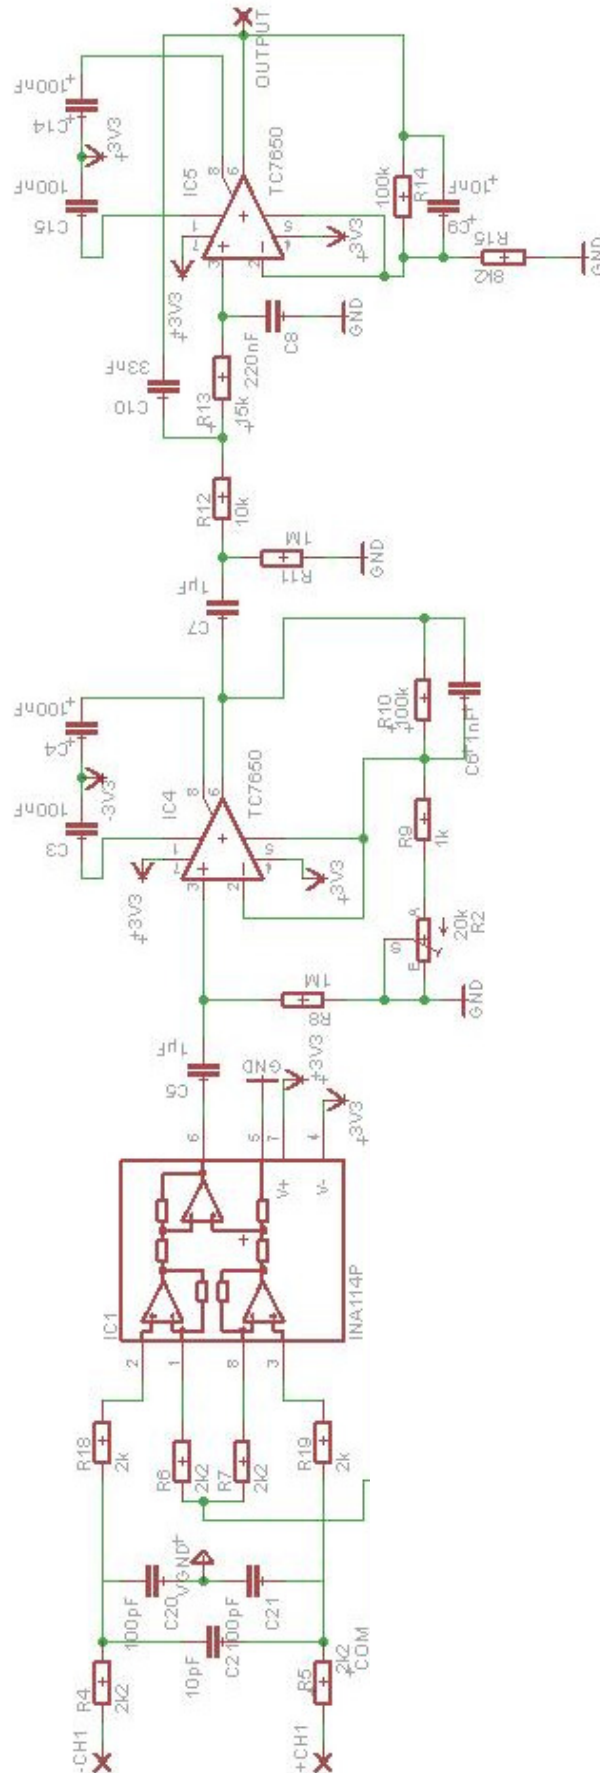 OUTPUT
100nF
C14
+3V3
100nF
C15
IC5
TC7650
8
6
1
7
3
2
5
4
+3V3
+3V3
100k
R14
10nF
C9
R15
8k2
GND
33nF
C10
220nF
C8
GND
R13
15k
R12
10k
R11
1M
GND
1µF
C7
100nF
C4
-3V3
100nF
C3
IC4
TC7650
8
6
1
7
3
2
5
+3V3
+3V3
R10
100k
C6
1nF
R9
1k
A
S
E
20k
R2
R8
1M
GND
1µF
C5
GND
+3V3
+3V3
6
5
7
4
V+
V-
IC1
INA114P
2
1
8
3
R18
2k
R6
2k2
R7
2k2
R19
2k
100pF
C20
VGND
100pF
C21
10pF
C2
COM
R4
2k2
R5
2k2
-CH1
+CH1